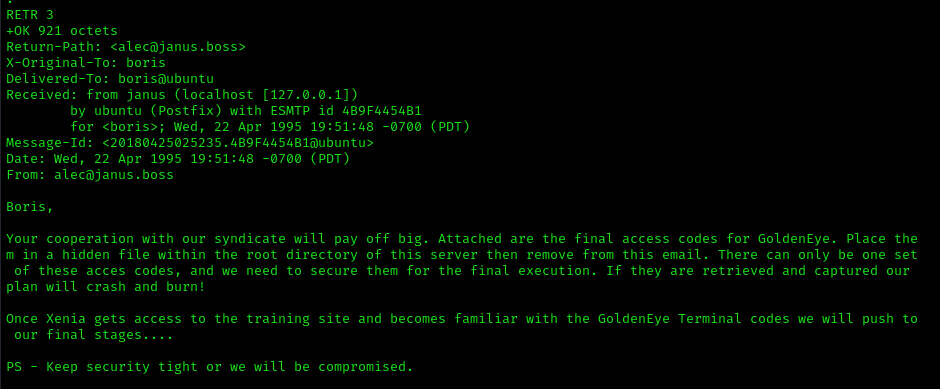 .
RETR 3
+OK 921 octets
Return-Path: <alec@janus.boss>
X-Original-To: boris
Delivered-To: boris@ubuntu
Received: from janus (localhost [127.0.0.1])
        by ubuntu (Postfix) with ESMTP id 4B9F4454B1
        for <boris>; Wed, 22 Apr 1995 19:51:48 -0700 (PDT)
Message-Id: <20180425025235.4B9F4454B1@ubuntu>
Date: Wed, 22 Apr 1995 19:51:48 -0700 (PDT)
From: alec@janus.boss

Boris,

Your cooperation with our syndicate will pay off big. Attached are the final access codes for GoldenEye. Place the
m in a hidden file within the root directory of this server then remove from this email. There can only be one set
 of these acces codes, and we need to secure them for the final execution. If they are retrieved and captured our
plan will crash and burn!

Once Xenia gets access to the training site and becomes familiar with the GoldenEye Terminal codes we will push to
 our final stages....

PS - Keep security tight or we will be compromised.